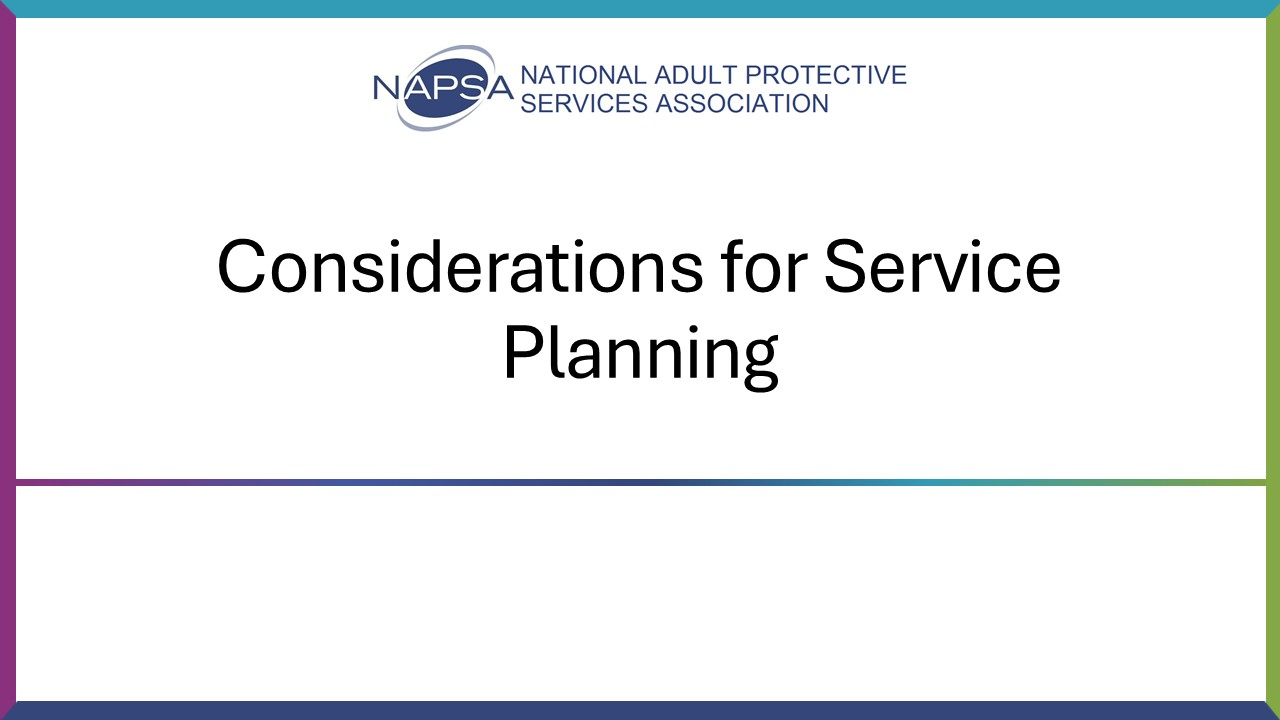 NAPSA
NATIONAL ADULT PROTECTIVE
SERVICES ASSOCIATION
Considerations for Service
Planning